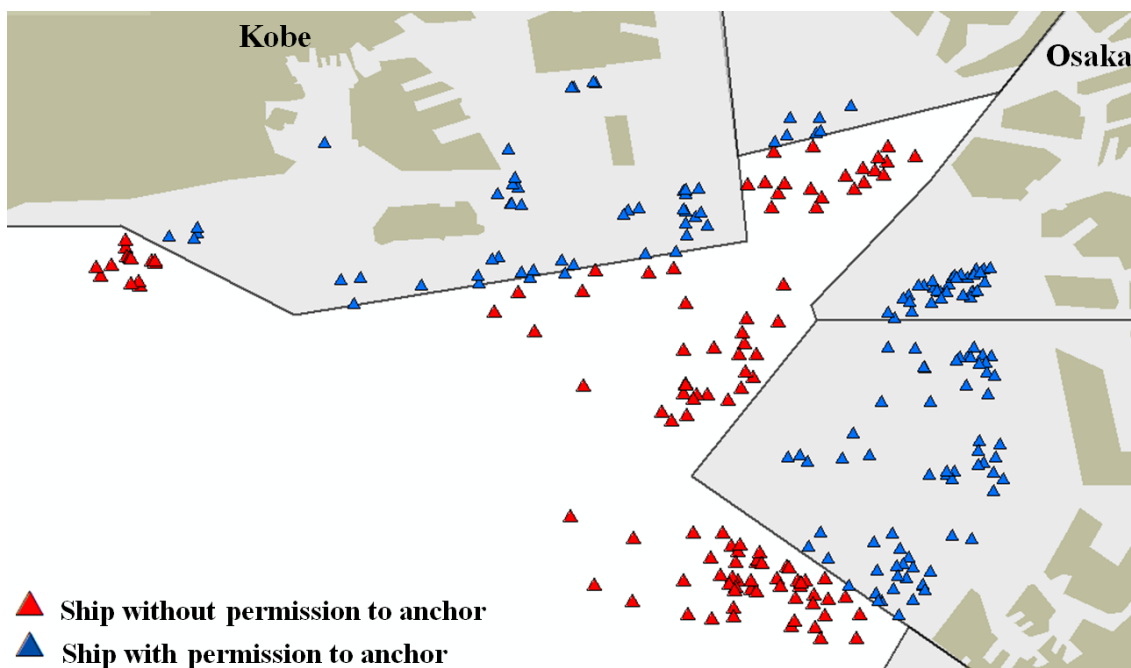 Kobe
Osaka
Ship without permission to anchor
Ship with permission to anchor